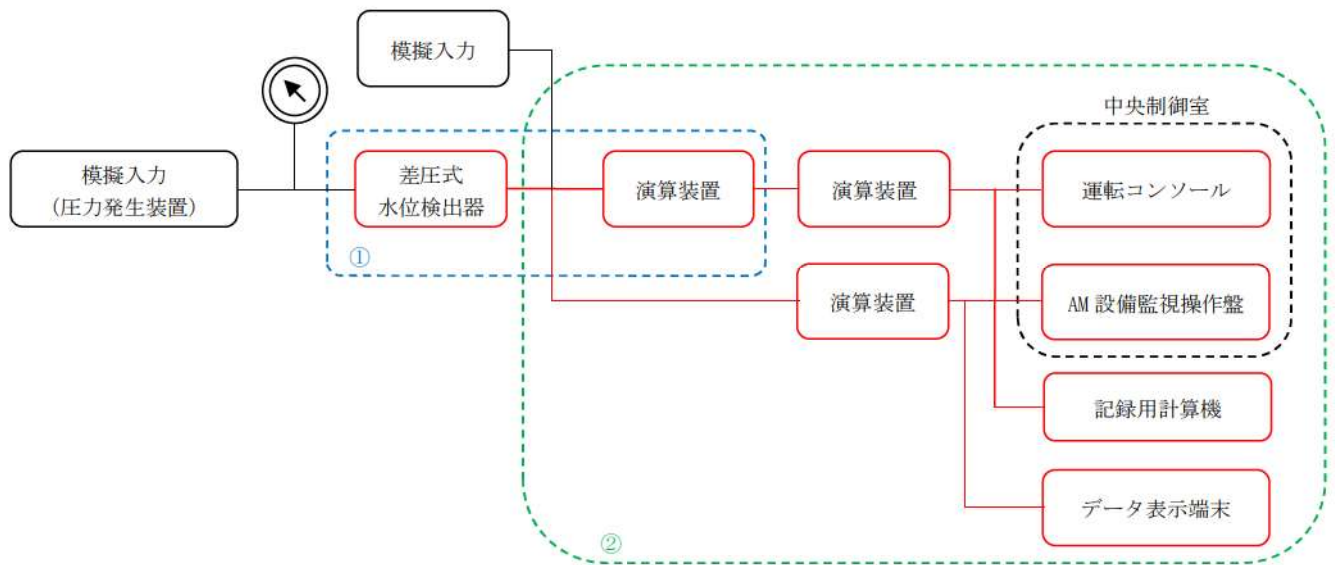 模擬入力
中央制御室
模擬入力
(圧力発生装置)
差圧式
水位検出器
演算装置
演算装置
運転コンソール
①
演算装置
AM 設備監視操作盤
記録用計算機
データ表示端末
②